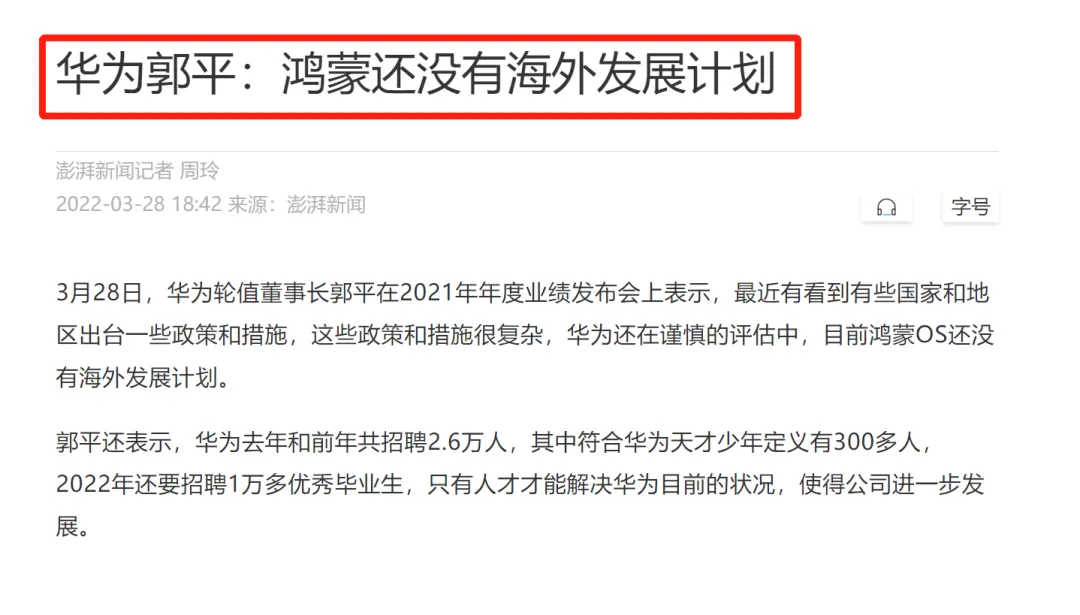 华为郭平：鸿蒙还没有海外发展计划
澎湃新闻记者 周玲
2022-03-28 18:42 来源：澎湃新闻
字号
3月28日，华为轮值董事长郭平在2021年年度业绩发布会上表示，最近有看到有些国家和地
区出台一些政策和措施，这些政策和措施很复杂，华为还在谨慎的评估中，目前鸿蒙OS还没
有海外发展计划。
郭平还表示，华为去年和前年共招聘2.6万人，其中符合华为天才少年定义有300多人，
2022年还要招聘1万多优秀毕业生，只有人才才能解决华为目前的状况，使得公司进一步发
展。